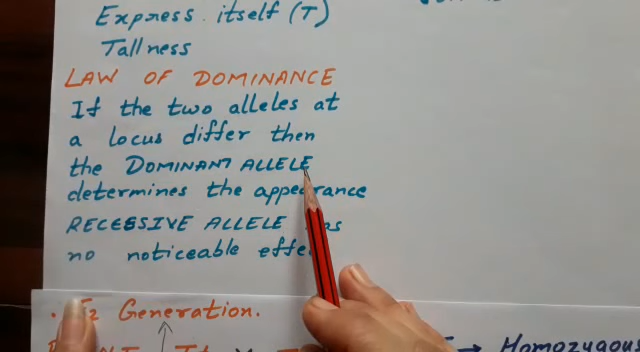 Express itself (T)
Tallness
LAW OF DOMINANCE
If the two alleles at
a locus differ then
the DOMINANT ALLELE
determines the appearance
RECESSIVE ALLELE
no noticeable
F2 Generation.
→ Homozygous